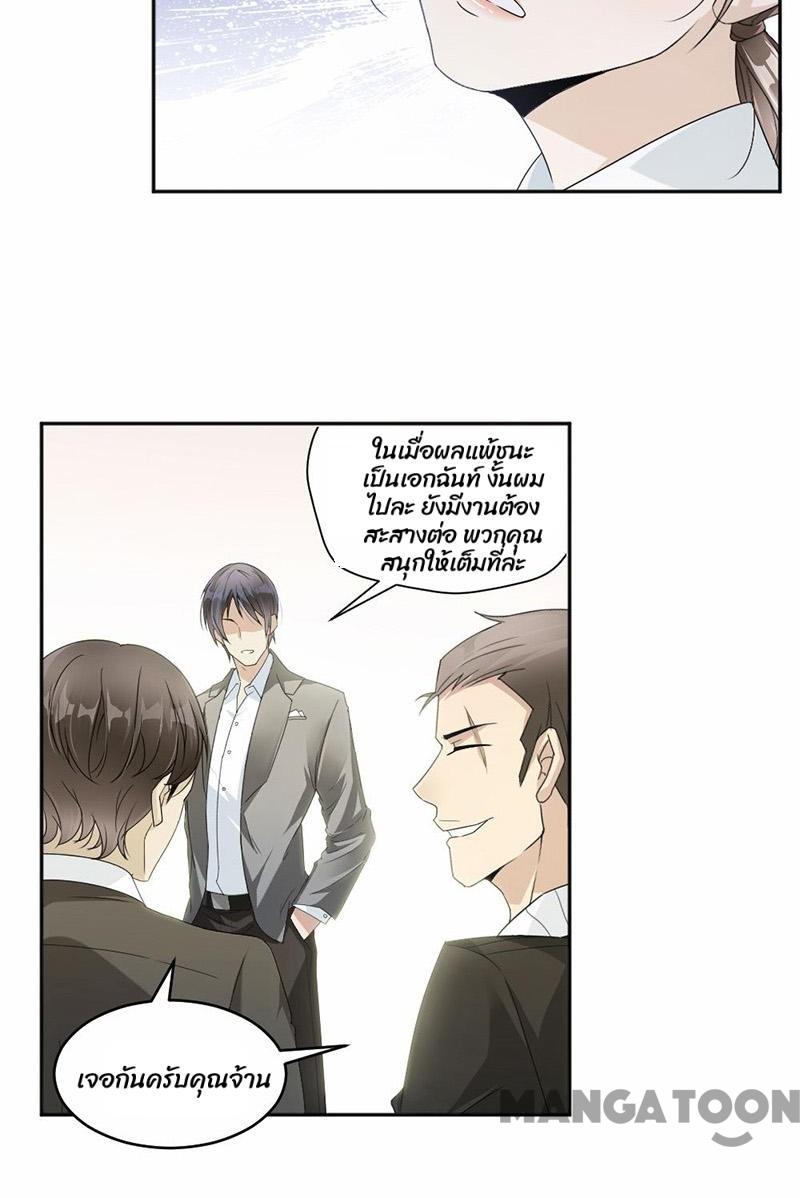 ในเมื่อผลแพ้ชนะ
เป็นเอกฉันท์ งั้นผม
ไปละ ยังมีงานต้อง
สะสางต่อ พวกคุณ
สนุกให้เต็มที่ละ
เจอกันครับคุณจ้าน
MANGATOON